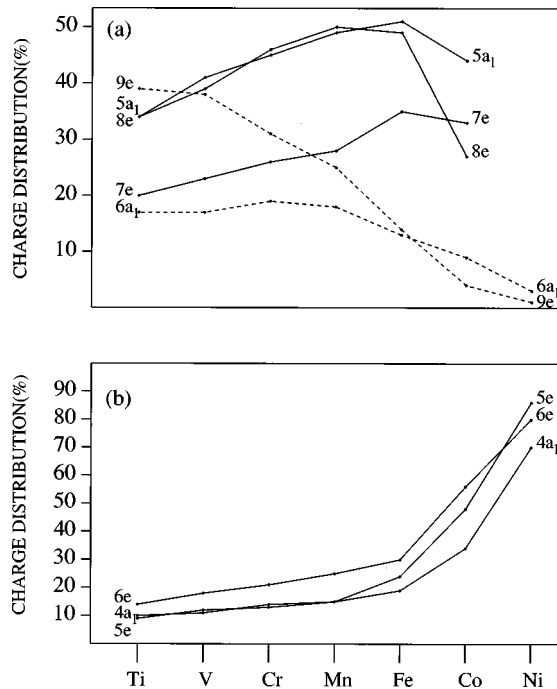 (a)
CHARGE DISTRIBUTION(%)
50
40
30
20
10
9e
5a1
8e
7e
6a1
5a1
7e
8e
6a1
9e
(b)
CHARGE DISTRIBUTION(%)
90
80
70
60
50
40
30
20
10
6e
4a1
5e
5e
6e
4a1
Ti V Cr Mn Fe Co Ni